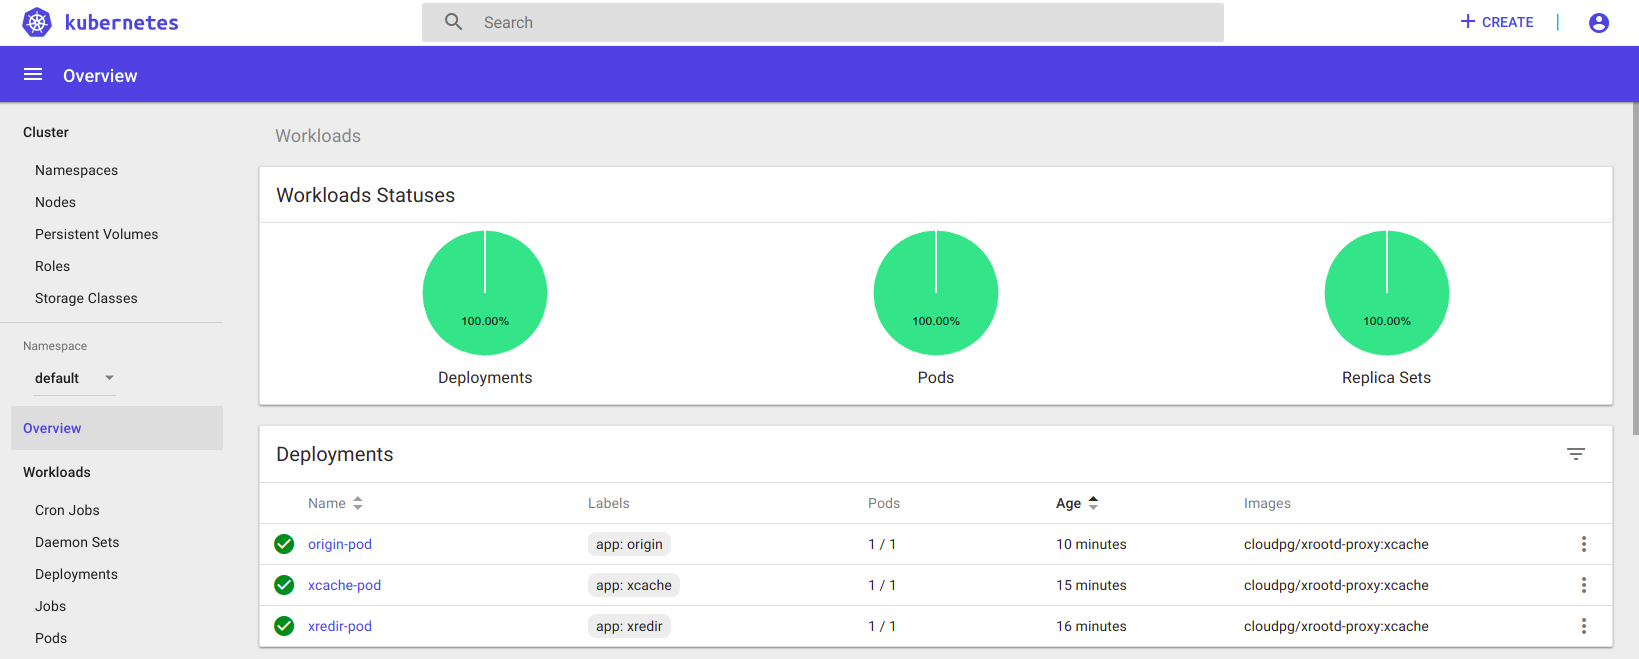 kubernetes
Search
CREATE
Overview
Cluster
Namespaces
Nodes
Persistent Volumes
Roles
Storage Classes
Namespace
default
Overview
Workloads
Cron Jobs
Daemon Sets
Deployments
Jobs
Pods
Workloads
Workloads Statuses
100.00% 100.00% 100.00%
Deployments Pods Replica Sets
Deployments
Name Labels Pods Age Images
origin-pod app: origin 1 / 1 10 minutes cloudpg/xrootd-proxy:xcache
xcache-pod app: xcache 1 / 1 15 minutes cloudpg/xrootd-proxy:xcache
xredir-pod app: xredir 1 / 1 16 minutes cloudpg/xrootd-proxy:xcache